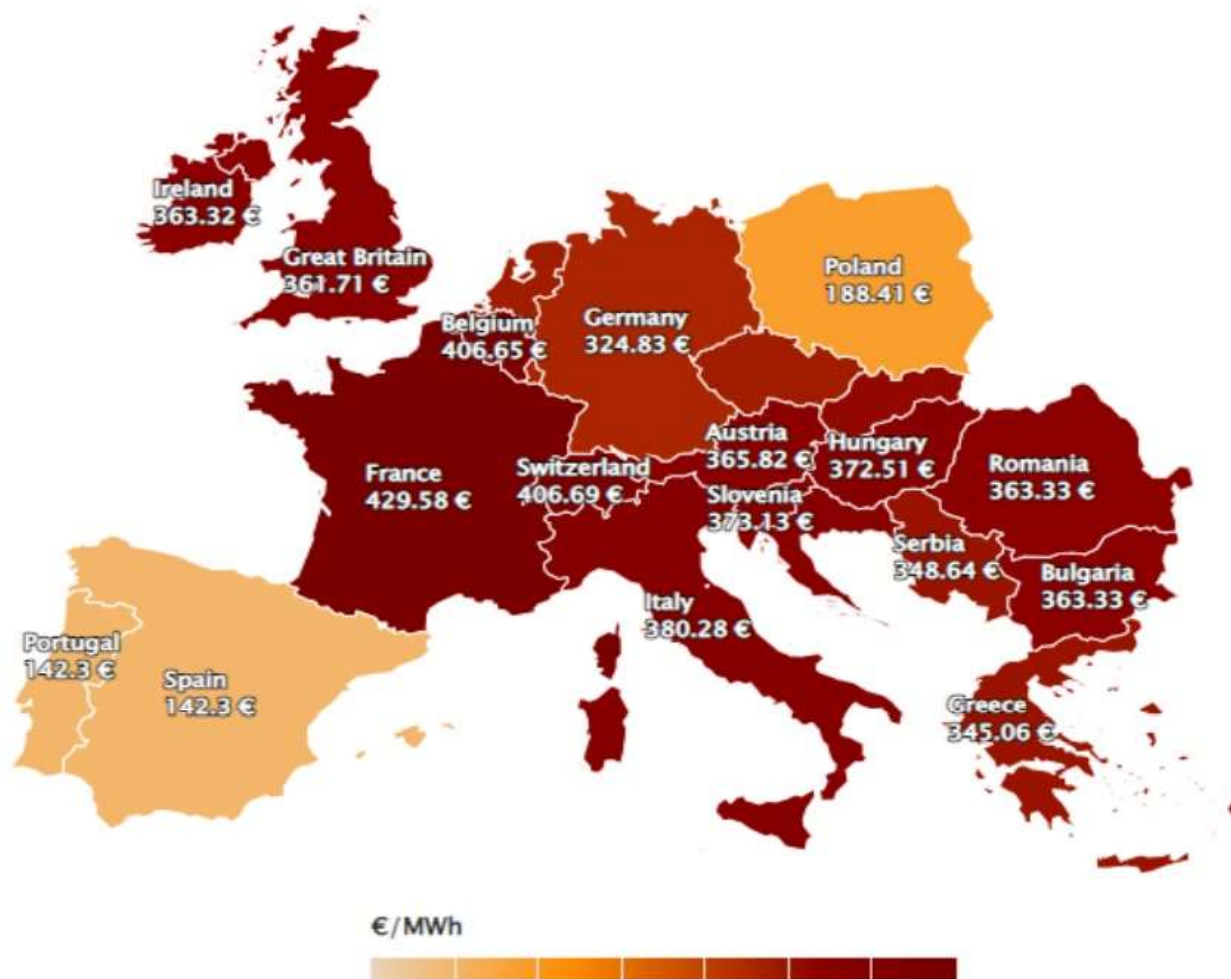 Ireland
363.32 €
Great Britain
361.71 €
Poland
188.41 €
Belgium
406.65 €
Germany
324.83 €
Austria
365.82 €
Hungary
372.51 €
Romania
363.33 €
France
429.58 €
Switzerland
406.69 €
Slovenia
373.13 €
Serbia
348.64 €
Bulgaria
363.33 €
Italy
380.28 €
Portugal
142.3 €
Spain
142.3 €
Greece
345.06 €
€/MWh